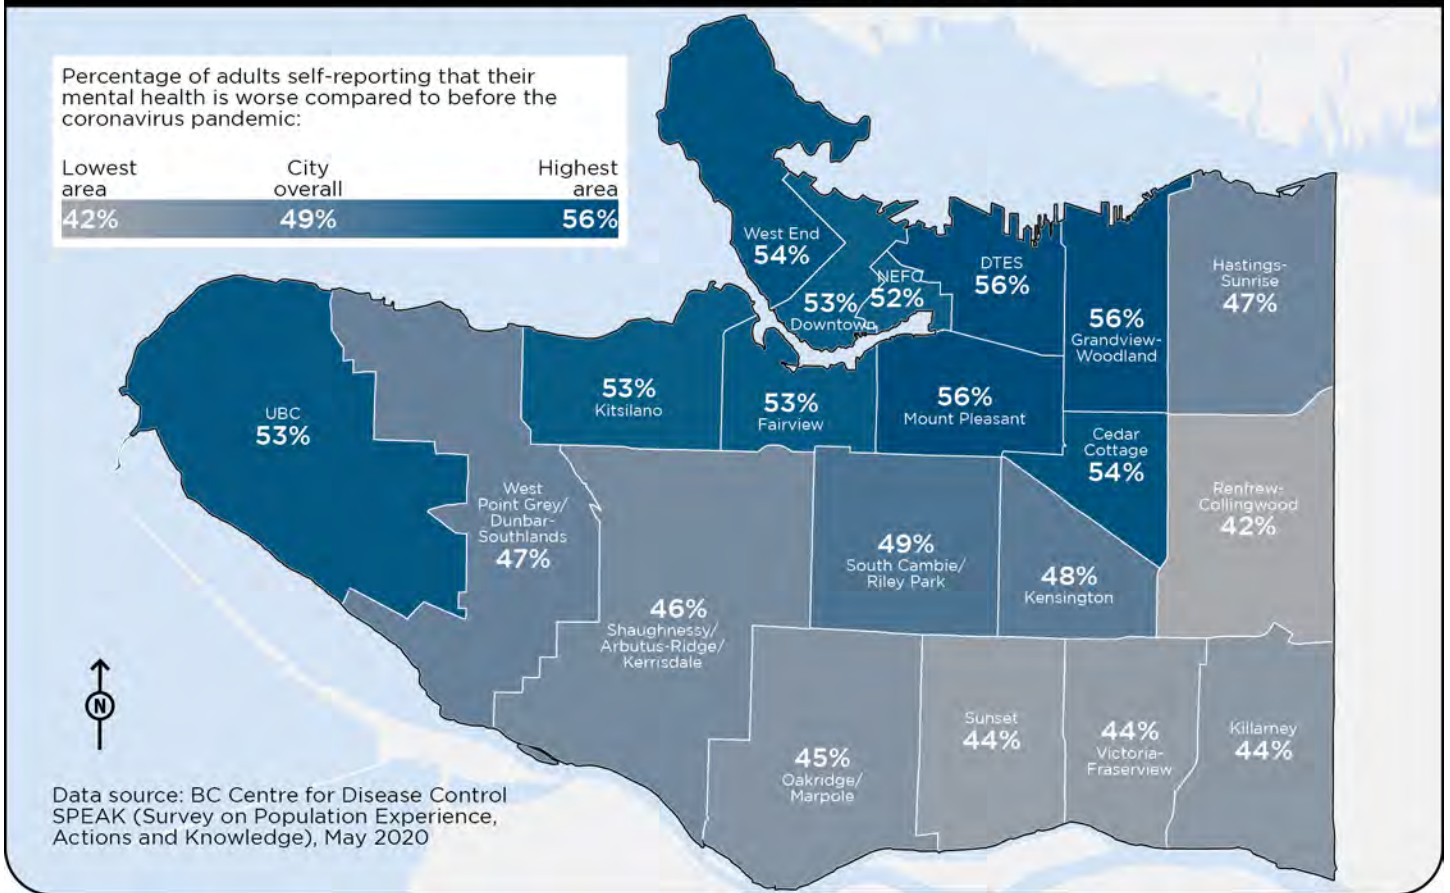 Percentage of adults self-reporting that their
mental health is worse compared to before the
coronavirus pandemic:
Lowest
area
City
overall
Highest
area
42%
49%
56%
West End
54%
53%
Downtown
NEFC
52%
DTES
56%
56%
Grandview-
Woodland
Hastings-
Sunrise
47%
UBC
53%
53%
Kitsilano
53%
Fairview
56%
Mount Pleasant
Cedar
Cottage
54%
West
Point Grey/
Dunbar-
Southlands
47%
Renfrew-
Collingwood
42%
49%
South Cambie/
Riley Park
48%
Kensington
46%
Shaughnessy/
Arbutus-Ridge/
Kerrisdale
45%
Oakridge/
Marpole
Sunset
44%
44%
Victoria-
Fraserview
Killarney
44%
N
Data source: BC Centre for Disease Control
SPEAK (Survey on Population Experience,
Actions and Knowledge), May 2020